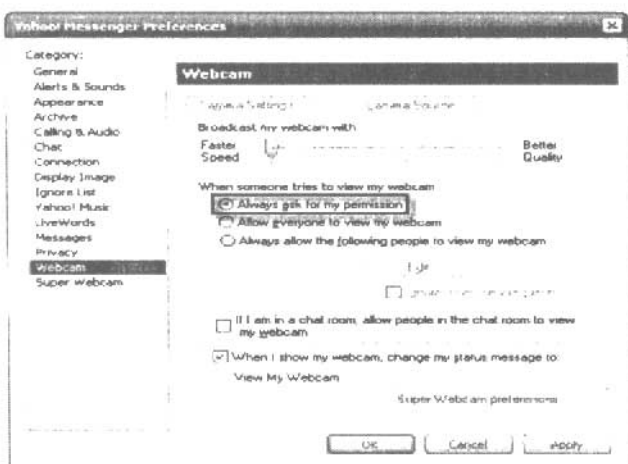 Yahoo! Messenger Preferences
Category:
General
Alerts & Sounds
Appearance
Archive
Calling & Audio
Chat
Connection
Display Image
Ignore List
Yahoo! Music
LiveWords
Messages
Privacy
Webcam
Super Webcam
Webcam
Camera Settings
Camera Source
Broadcast my webcam with
Faster Speed
Better Quality
When someone tries to view my webcam
Always ask for my permission
Allow everyone to view my webcam
Always allow the following people to view my webcam
If I am in a chat room, allow people in the chat room to view
my webcam
When I show my webcam, change my status message to:
View My Webcam
Super Webcam preferences
OK
Cancel
Apply